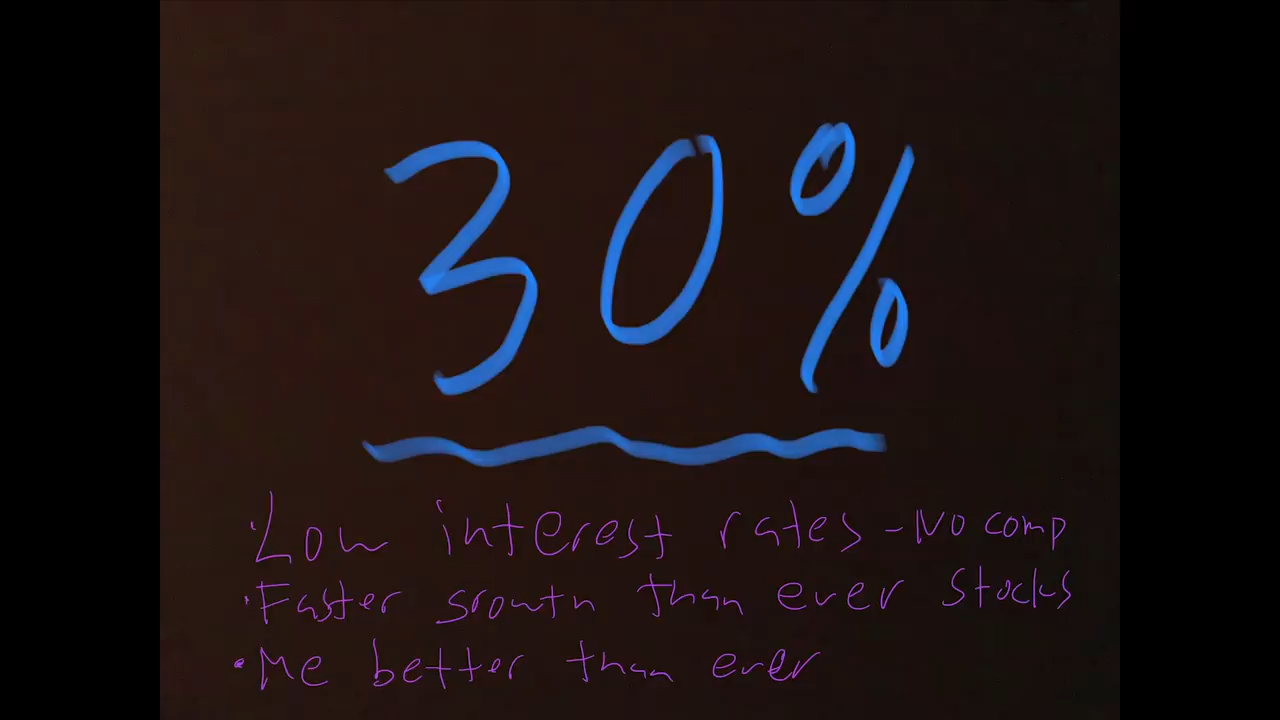 30%
• Low interest rates - No comp
• Faster growth than ever stocks
• Me better than ever